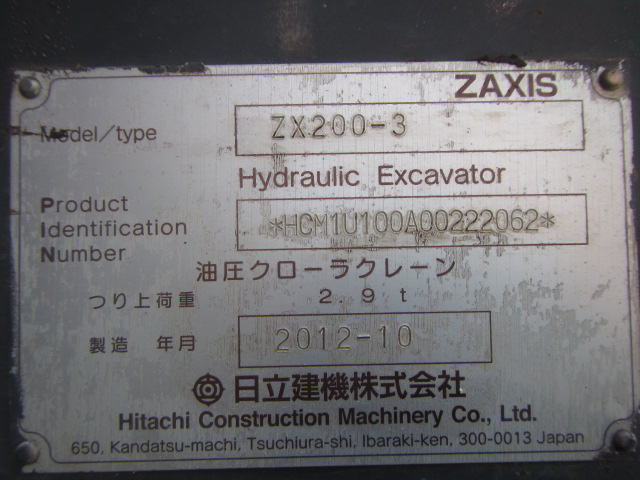 ZAXIS
Model/type ZX200-3
Hydraulic Excavator
Product
Identification
Number
*HCM1U100A00222062*
油圧クローラクレーン
つり上荷重 2.9t
製造 年月 2012-10
日立建機株式会社
Hitachi Construction Machinery Co., Ltd.
650, Kandatsu-machi, Tsuchiura-shi, Ibaraki-ken, 300-0013 Japan